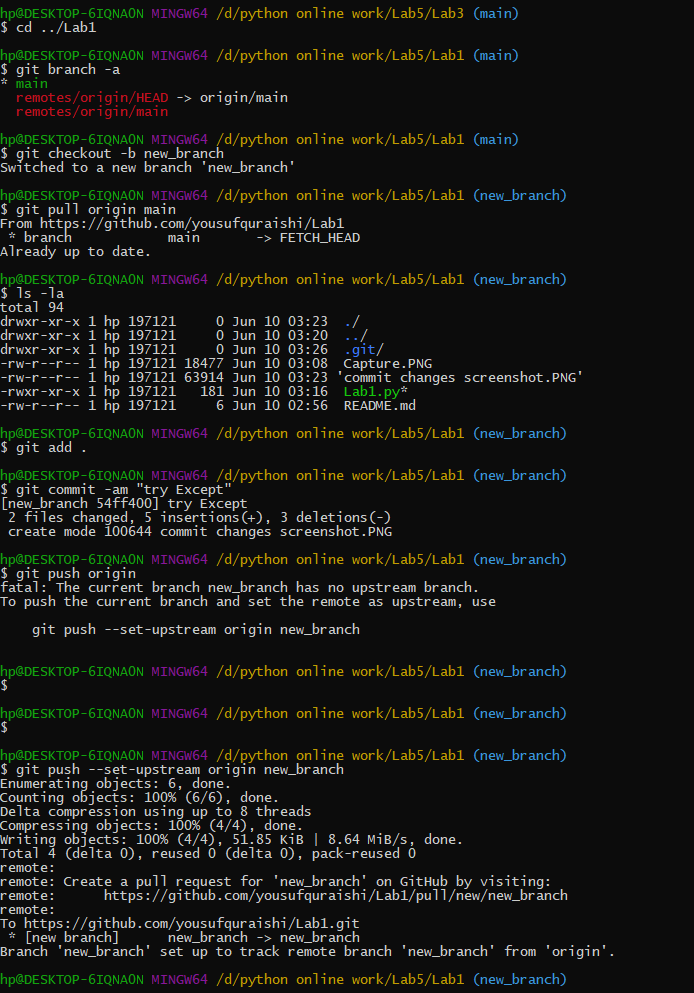 hp@DESKTOP-6IQNA0N MINGW64 /d/python online work/Lab5/Lab3 (main)
$ cd ../Lab1
hp@DESKTOP-6IQNA0N MINGW64 /d/python online work/Lab5/Lab1 (main)
$ git branch -a
* main
  remotes/origin/HEAD -> origin/main
  remotes/origin/main
hp@DESKTOP-6IQNA0N MINGW64 /d/python online work/Lab5/Lab1 (main)
$ git checkout -b new_branch
Switched to a new branch 'new_branch'
hp@DESKTOP-6IQNA0N MINGW64 /d/python online work/Lab5/Lab1 (new_branch)
$ git pull origin main
From https://github.com/yousufquraishi/Lab1
 * branch            main       -> FETCH_HEAD
Already up to date.
hp@DESKTOP-6IQNA0N MINGW64 /d/python online work/Lab5/Lab1 (new_branch)
$ ls -la
total 94
drwxr-xr-x 1 hp 197121     0 Jun 10 03:23  ./
drwxr-xr-x 1 hp 197121     0 Jun 10 03:20  ../
drwxr-xr-x 1 hp 197121     0 Jun 10 03:26  .git/
-rw-r--r-- 1 hp 197121 18477 Jun 10 03:08  Capture.PNG
-rw-r--r-- 1 hp 197121 63914 Jun 10 03:23 'commit changes screenshot.PNG'
-rwxr-xr-x 1 hp 197121   181 Jun 10 03:16  Lab1.py*
-rw-r--r-- 1 hp 197121     6 Jun 10 02:56  README.md
hp@DESKTOP-6IQNA0N MINGW64 /d/python online work/Lab5/Lab1 (new_branch)
$ git add .
hp@DESKTOP-6IQNA0N MINGW64 /d/python online work/Lab5/Lab1 (new_branch)
$ git commit -am "try Except"
[new_branch 54ff400] try Except
 2 files changed, 5 insertions(+), 3 deletions(-)
 create mode 100644 commit changes screenshot.PNG
hp@DESKTOP-6IQNA0N MINGW64 /d/python online work/Lab5/Lab1 (new_branch)
$ git push origin
fatal: The current branch new_branch has no upstream branch.
To push the current branch and set the remote as upstream, use
    git push --set-upstream origin new_branch
hp@DESKTOP-6IQNA0N MINGW64 /d/python online work/Lab5/Lab1 (new_branch)
$
hp@DESKTOP-6IQNA0N MINGW64 /d/python online work/Lab5/Lab1 (new_branch)
$
hp@DESKTOP-6IQNA0N MINGW64 /d/python online work/Lab5/Lab1 (new_branch)
$ git push --set-upstream origin new_branch
Enumerating objects: 6, done.
Counting objects: 100% (6/6), done.
Delta compression using up to 8 threads
Compressing objects: 100% (4/4), done.
Writing objects: 100% (4/4), 51.85 KiB | 8.64 MiB/s, done.
Total 4 (delta 0), reused 0 (delta 0), pack-reused 0
remote:
remote: Create a pull request for 'new_branch' on GitHub by visiting:
remote:      https://github.com/yousufquraishi/Lab1/pull/new/new_branch
remote:
To https://github.com/yousufquraishi/Lab1.git
 * [new branch]      new_branch -> new_branch
Branch 'new_branch' set up to track remote branch 'new_branch' from 'origin'.
hp@DESKTOP-6IQNA0N MINGW64 /d/python online work/Lab5/Lab1 (new_branch)